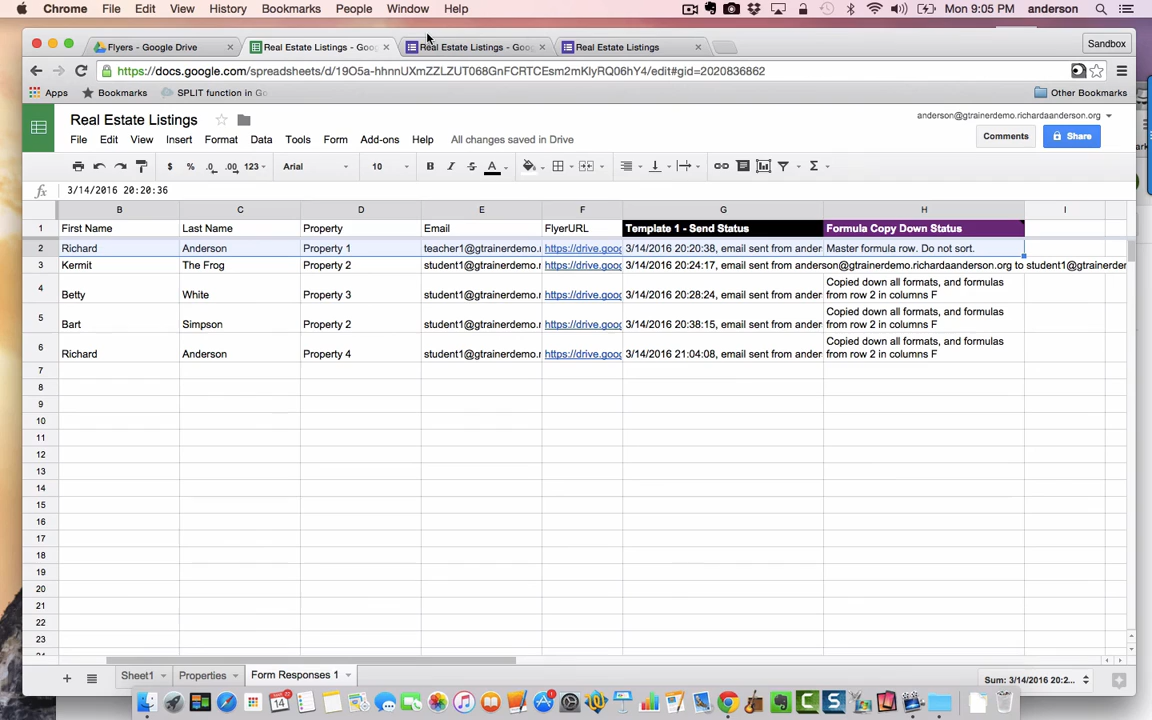 Chrome File Edit View History Bookmarks People Window Help Mon 9:05 PM anderson
Flyers - Google Drive Real Estate Listings - Goo Real Estate Listings - Goo Real Estate Listings Sandbox
https://docs.google.com/spreadsheets/d/19O5a-hhnnUXmZZLZUT068GnFCRTCEsm2mKlyRQ06hY4/edit#gid=2020836862
Apps Bookmarks SPLIT function in Go Other Bookmarks
Real Estate Listings anderson@gtrainerdemo.richardaanderson.org
File Edit View Insert Format Data Tools Form Add-ons Help All changes saved in Drive Comments Share
$ % .0 .00 123 Arial 10 B I S A Σ
fx 3/14/2016 20:20:36
B C D E F G H I
1 First Name Last Name Property Email FlyerURL Template 1 - Send Status Formula Copy Down Status
2 Richard Anderson Property 1 teacher1@gtrainerdemo.r https://drive.goog 3/14/2016 20:20:38, email sent from ander Master formula row. Do not sort.
3 Kermit The Frog Property 2 student1@gtrainerdemo.r https://drive.goog 3/14/2016 20:24:17, email sent from anderson@gtrainerdemo.richardaanderson.org to student1@gtrainerder
4 Betty White Property 3 student1@gtrainerdemo.r https://drive.goog 3/14/2016 20:28:24, email sent from ander Copied down all formats, and formulas
from row 2 in columns F
5 Bart Simpson Property 2 student1@gtrainerdemo.r https://drive.goog 3/14/2016 20:38:15, email sent from ander Copied down all formats, and formulas
from row 2 in columns F
6 Richard Anderson Property 4 student1@gtrainerdemo.r https://drive.goog 3/14/2016 21:04:08, email sent from ander Copied down all formats, and formulas
from row 2 in columns F
7
8
9
10
11
12
13
14
15
16
17
18
19
20
21
22
23
Sheet1 Properties Form Responses 1 Sum: 3/14/2016 20:2...
14